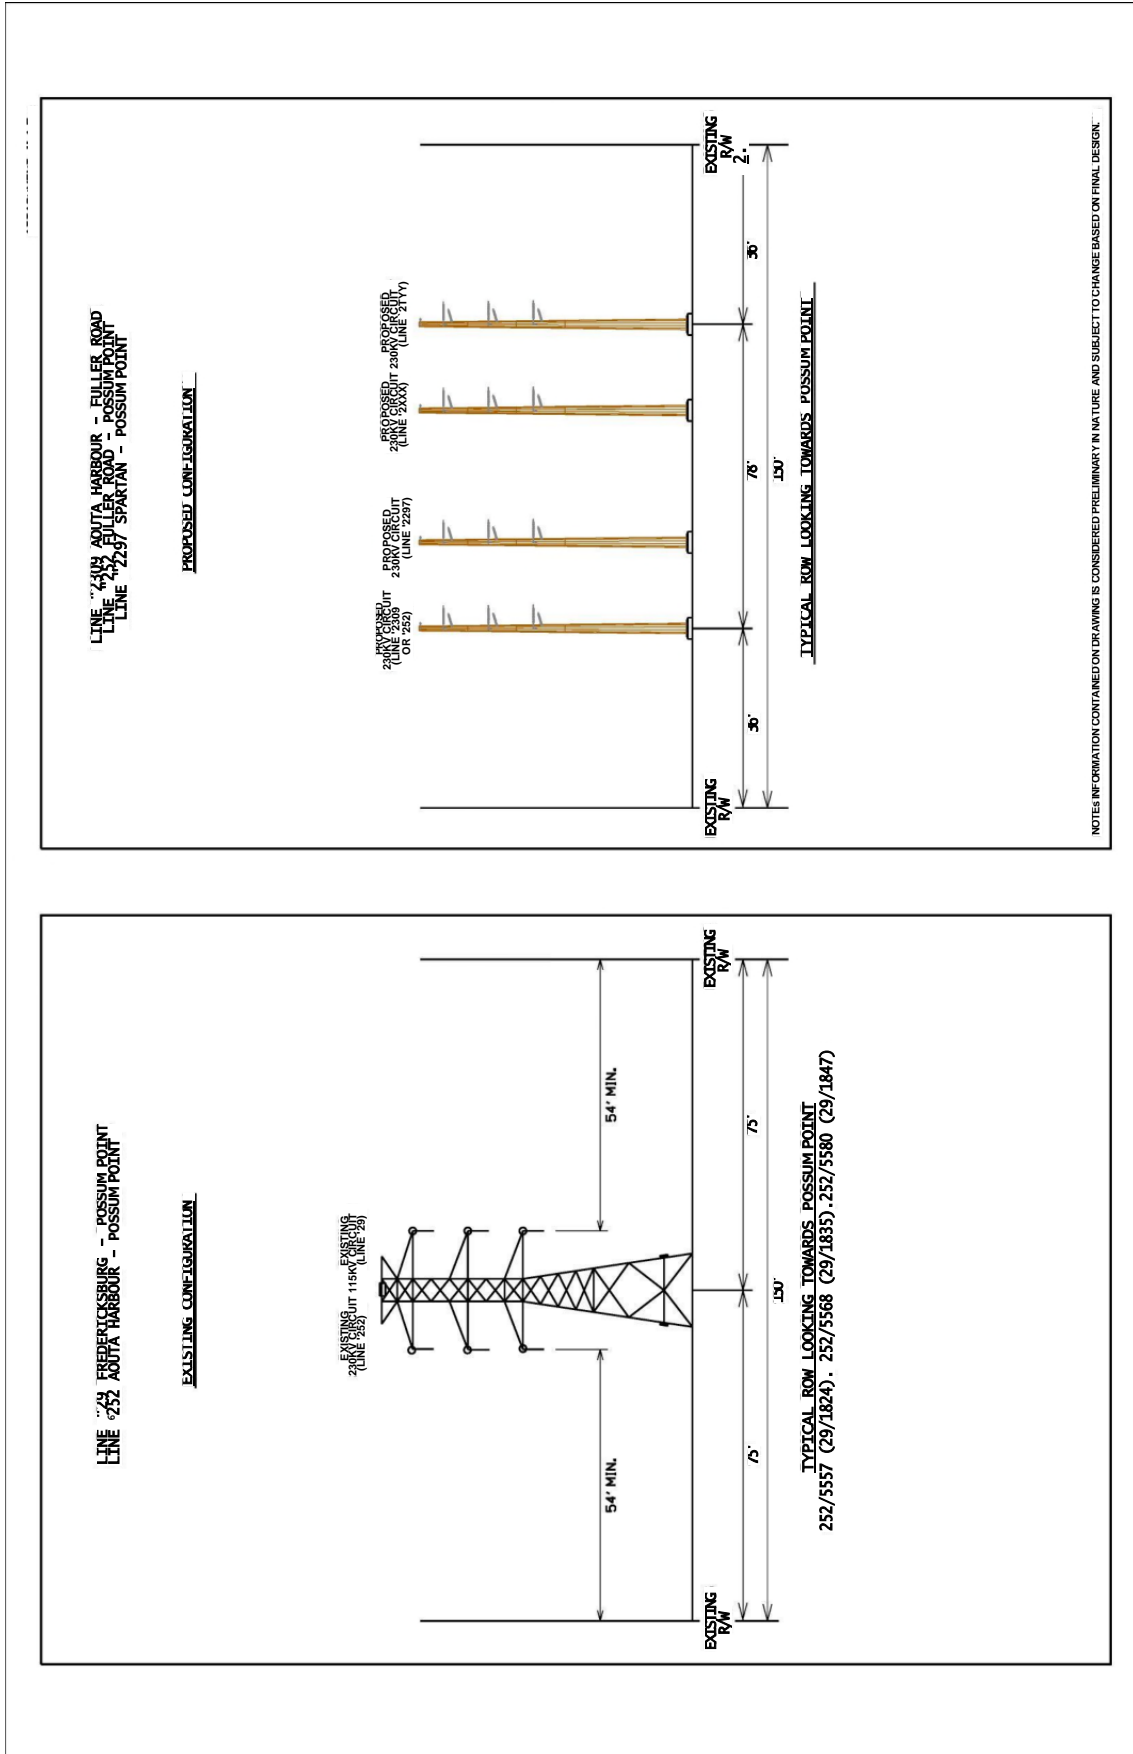 LINE 29 FREDERICKSBURG - POSSUM POINT
LINE 252 AQUIA HARBOUR - POSSUM POINT
EXISTING CONFIGURATION
EXISTING
230KV CIRCUIT
(LINE 252)
EXISTING
115KV CIRCUIT
(LINE 29)
54' MIN.
54' MIN.
EXISTING
R/W
EXISTING
R/W
75'
75'
150'
TYPICAL ROW LOOKING TOWARDS POSSUM POINT
252/5557 (29/1824). 252/5568 (29/1835).252/5580 (29/1847)
LINE "2309 AOUTA HARBOUR - FULLER ROAD
LINE "252 FULLER ROAD - POSSUM POINT
LINE "2297 SPARTAN - POSSUM POINT
PROPOSED CONFIGURATION
PROPOSED
230KV CIRCUIT
(LINE '2309
OR '252)
PROPOSED
230KV CIRCUIT
(LINE '2297)
PROPOSED
230KV CIRCUIT
(LINE '2XXX)
PROPOSED
230KV CIRCUIT
(LINE '2TYY)
EXISTING
R/W
EXISTING
R/W
2.
36'
78'
36'
150'
TYPICAL ROW LOOKING TOWARDS POSSUM POINT
NOTEs INFORMATION CONTAINED ON DRAWING IS CONSIDERED PRELIMINARY IN NATURE AND SUBJECT TO CHANGE BASED ON FINAL DESIGN.